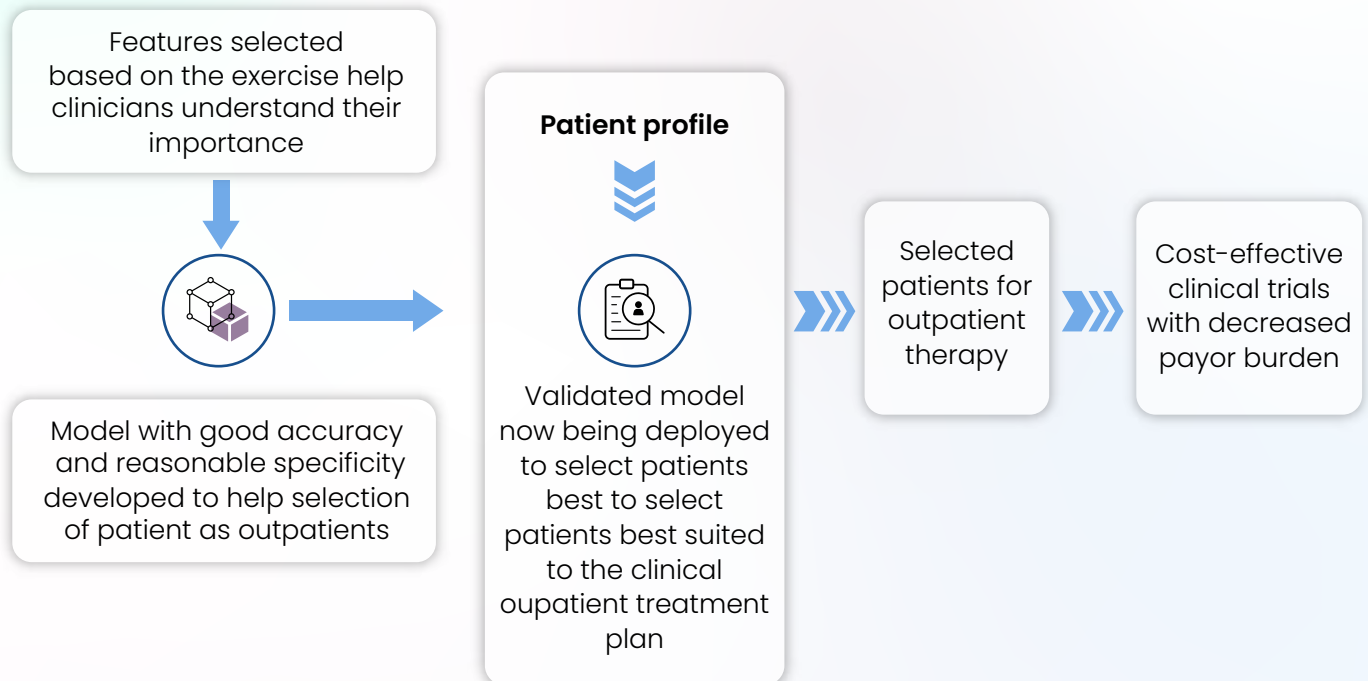 Features selected
based on the exercise help
clinicians understand their
importance
Model with good accuracy
and reasonable specificity
developed to help selection
of patient as outpatients
Patient profile
Validated model
now being deployed
to select patients
best to select
patients best suited
to the clinical
oupatient treatment
plan
Selected
patients for
outpatient
therapy
Cost-effective
clinical trials
with decreased
payor burden